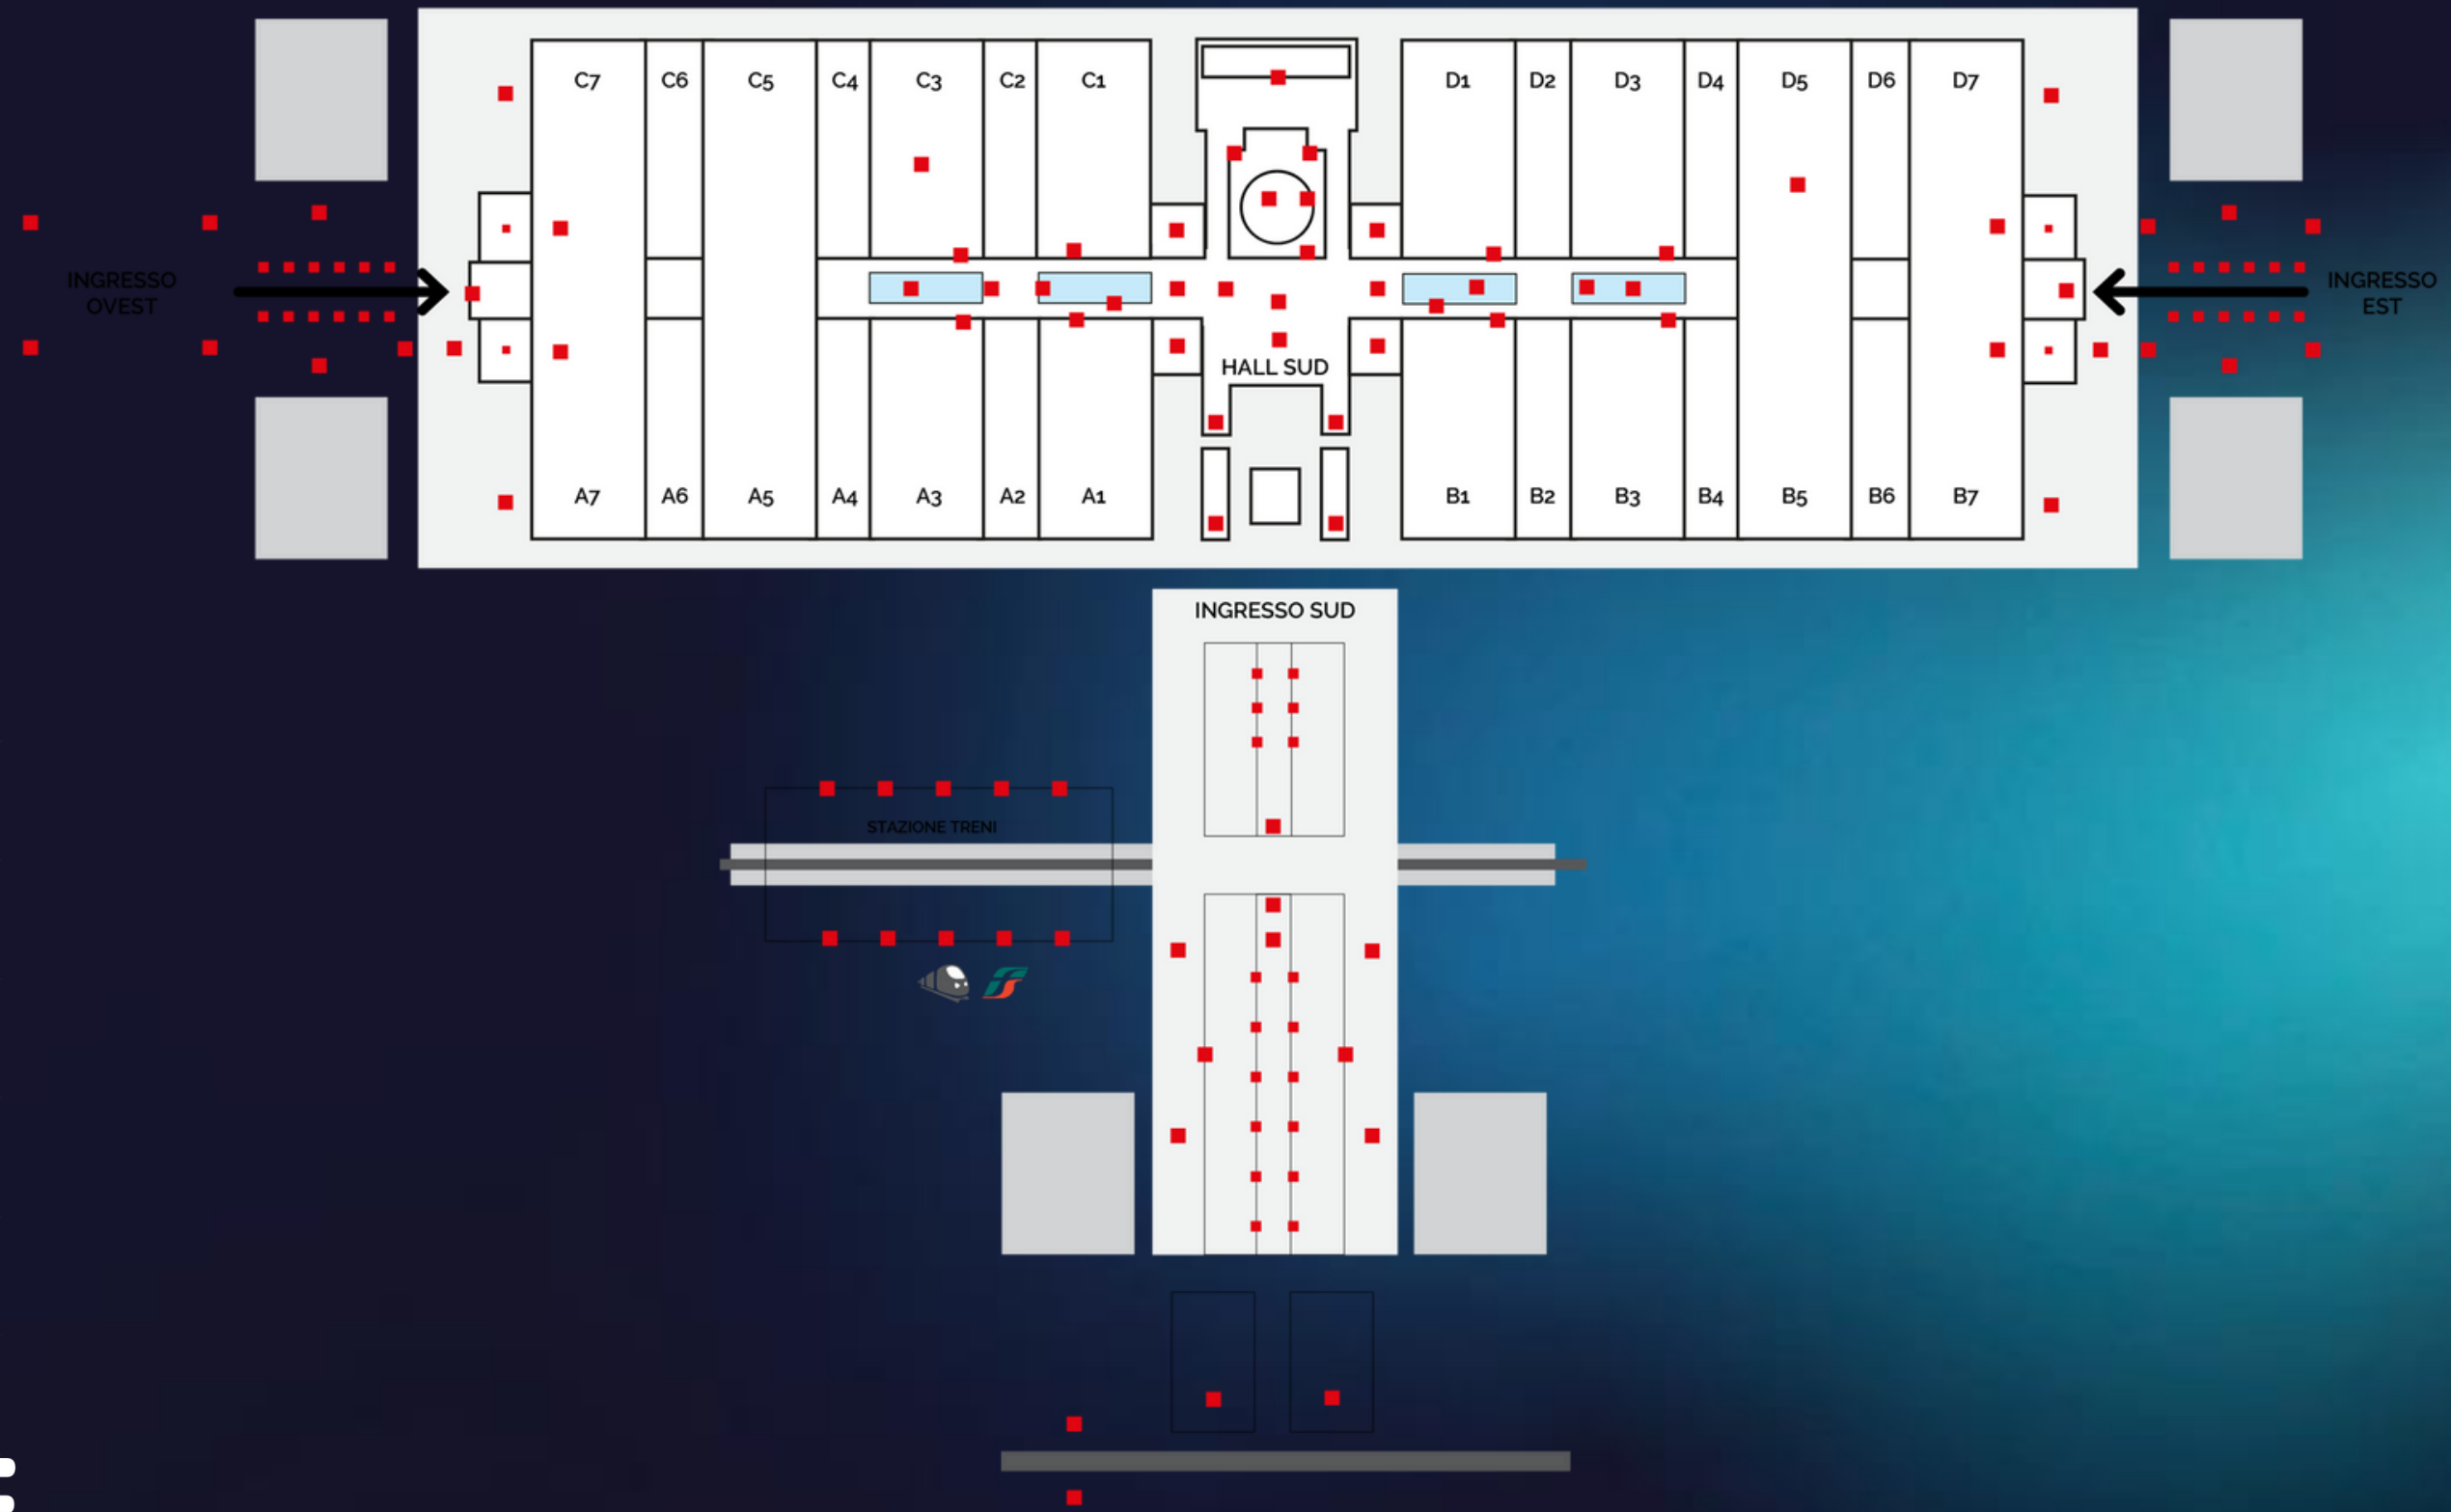 C7 C6 C5 C4 C3 C2 C1 D1 D2 D3 D4 D5 D6 D7
INGRESSO
OVEST
INGRESSO
EST
HALL SUD
A7 A6 A5 A4 A3 A2 A1 B1 B2 B3 B4 B5 B6 B7
INGRESSO SUD
STAZIONE TRENI